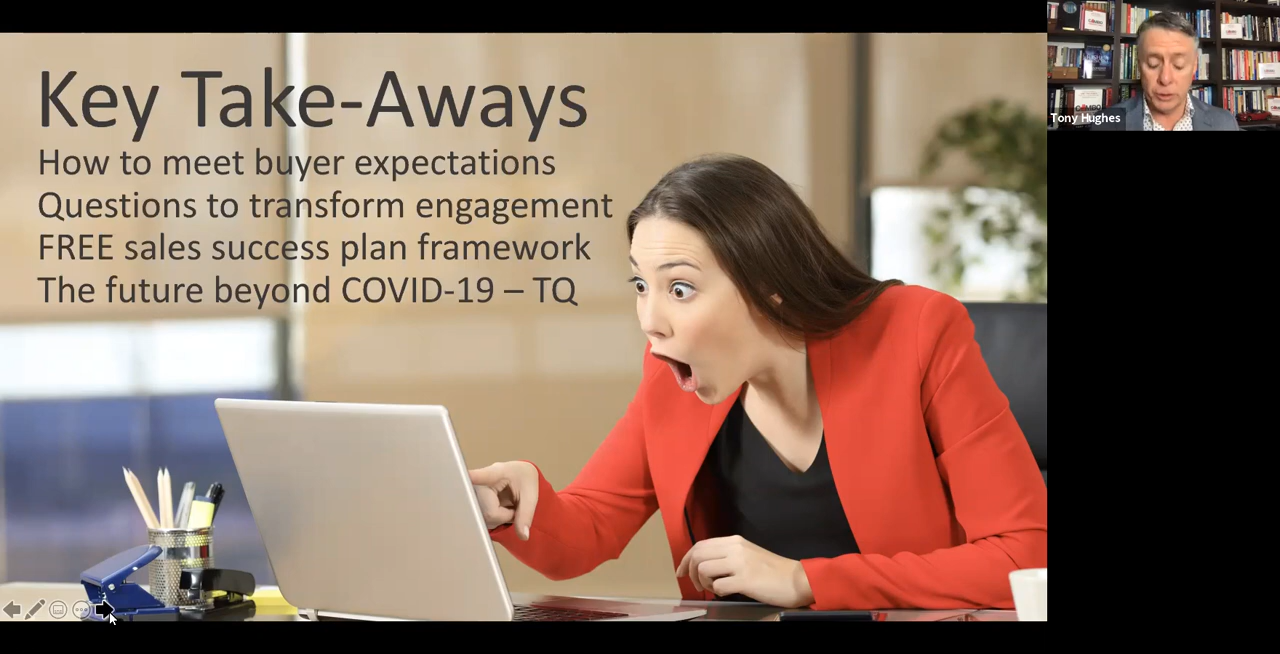 Key Take-Aways
How to meet buyer expectations
Questions to transform engagement
FREE sales success plan framework
The future beyond COVID-19 – TQ
Tony Hughes